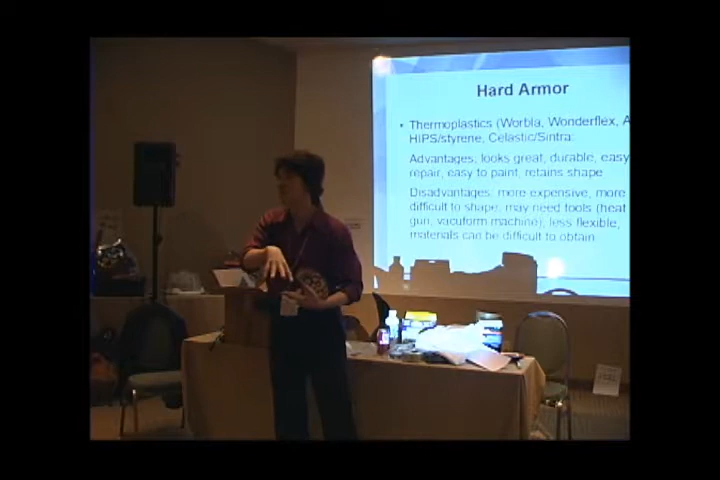 Hard Armor
• Thermoplastics (Worbla, Wonderflex, A
HIPS/styrene, Celastic/Sintra:
Advantages: looks great, durable, easy
repair, easy to paint, retains shape
Disadvantages: more expensive, more
difficult to shape, may need tools (heat
gun, vacuform machine), less flexible,
materials can be difficult to obtain